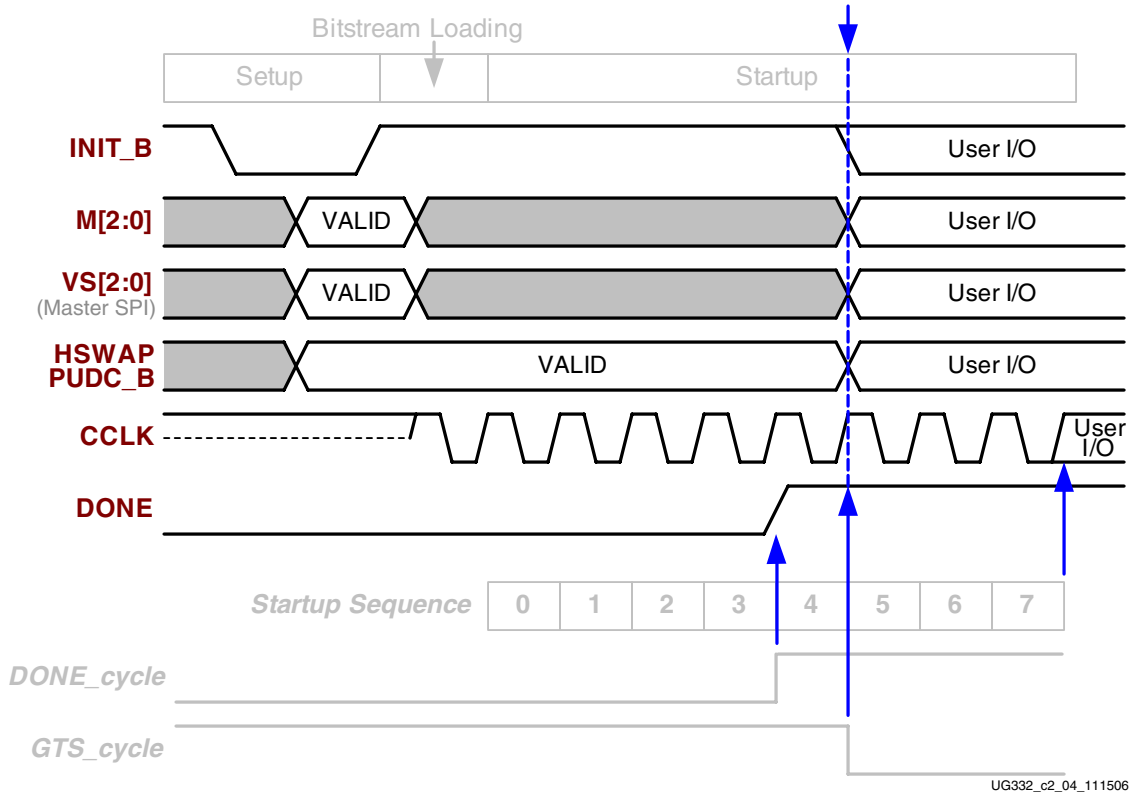 Bitstream Loading
Setup
Startup
INIT_B
User I/O
M[2:0]
VALID
User I/O
VS[2:0]
(Master SPI)
VALID
User I/O
HSWAP
PUDC_B
VALID
User I/O
CCLK
User
I/O
DONE
Startup Sequence 0 1 2 3 4 5 6 7
DONE_cycle
GTS_cycle
UG332_c2_04_111506